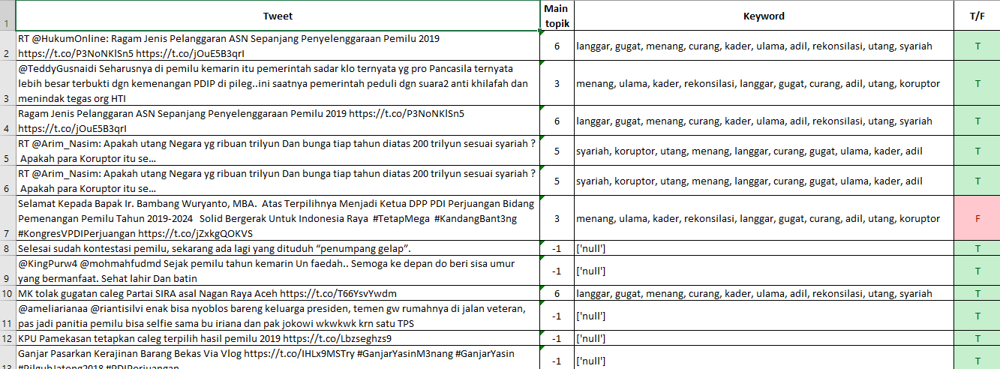 Tweet
Main
topik
Keyword
T/F
1
RT @HukumOnline: Ragam Jenis Pelanggaran ASN Sepanjang Penyelenggaraan Pemilu 2019
https://t.co/P3NoNKlSn5 https://t.co/jOuE5B3qrI
2
6
langgar, gugat, menang, curang, kader, ulama, adil, rekonsilasi, utang, syariah
T
@TeddyGusnaidi Seharusnya di pemilu kemarin itu pemerintah sadar klo ternyata yg pro Pancasila ternyata
lebih besar terbukti dgn kemenangan PDIP di pileg..ini saatnya pemerintah peduli dgn suara2 anti khilafah dan
menindak tegas org HTI
3
3
menang, ulama, kader, rekonsilasi, langgar, gugat, curang, adil, utang, koruptor
T
Ragam Jenis Pelanggaran ASN Sepanjang Penyelenggaraan Pemilu 2019 https://t.co/P3NoNKlSn5
https://t.co/jOuE5B3qrI
4
6
langgar, gugat, menang, curang, kader, ulama, adil, rekonsilasi, utang, syariah
T
RT @Arim_Nasim: Apakah utang Negara yg ribuan trilyun Dan bunga tiap tahun diatas 200 trilyun sesuai syariah ?
Apakah para Koruptor itu se…
5
5
syariah, koruptor, utang, menang, langgar, curang, gugat, ulama, kader, adil
T
RT @Arim_Nasim: Apakah utang Negara yg ribuan trilyun Dan bunga tiap tahun diatas 200 trilyun sesuai syariah ?
Apakah para Koruptor itu se…
6
5
syariah, koruptor, utang, menang, langgar, curang, gugat, ulama, kader, adil
T
Selamat Kepada Bapak Ir. Bambang Wuryanto, MBA.  Atas Terpilihnya Menjadi Ketua DPP PDI Perjuangan Bidang
Pemenangan Pemilu Tahun 2019-2024   Solid Bergerak Untuk Indonesia Raya  #TetapMega  #KandangBant3ng
#KongresVPDIPerjuangan https://t.co/jZxkgQOKVS
7
3
menang, ulama, kader, rekonsilasi, langgar, gugat, curang, adil, utang, koruptor
F
8
Selesai sudah kontestasi pemilu, sekarang ada lagi yang dituduh “penumpang gelap”.
-1
['null']
T
@KingPurw4 @mohmahfudmd Sejak pemilu tahun kemarin Un faedah.. Semoga ke depan do beri sisa umur
yang bermanfaat. Sehat lahir Dan batin
9
-1
['null']
T
10
MK tolak gugatan caleg Partai SIRA asal Nagan Raya Aceh https://t.co/T66YsvYwdm
6
langgar, gugat, menang, curang, kader, ulama, adil, rekonsilasi, utang, syariah
T
@ameliarianaa @riantisilvi enak bisa nyoblos bareng keluarga presiden, temen gw rumahnya di jalan veteran,
pas jadi panitia pemilu bisa selfie sama bu iriana dan pak jokowi wkwkwk krn satu TPS
11
-1
['null']
T
12
KPU Pamekasan tetapkan caleg terpilih hasil pemilu 2019 https://t.co/Lbzseghzs9
-1
['null']
T
Ganjar Pasarkan Kerajinan Barang Bekas Via Vlog https://t.co/IHLx9MSTry #GanjarYasinM3nang #GanjarYasin
-1
['null']
T